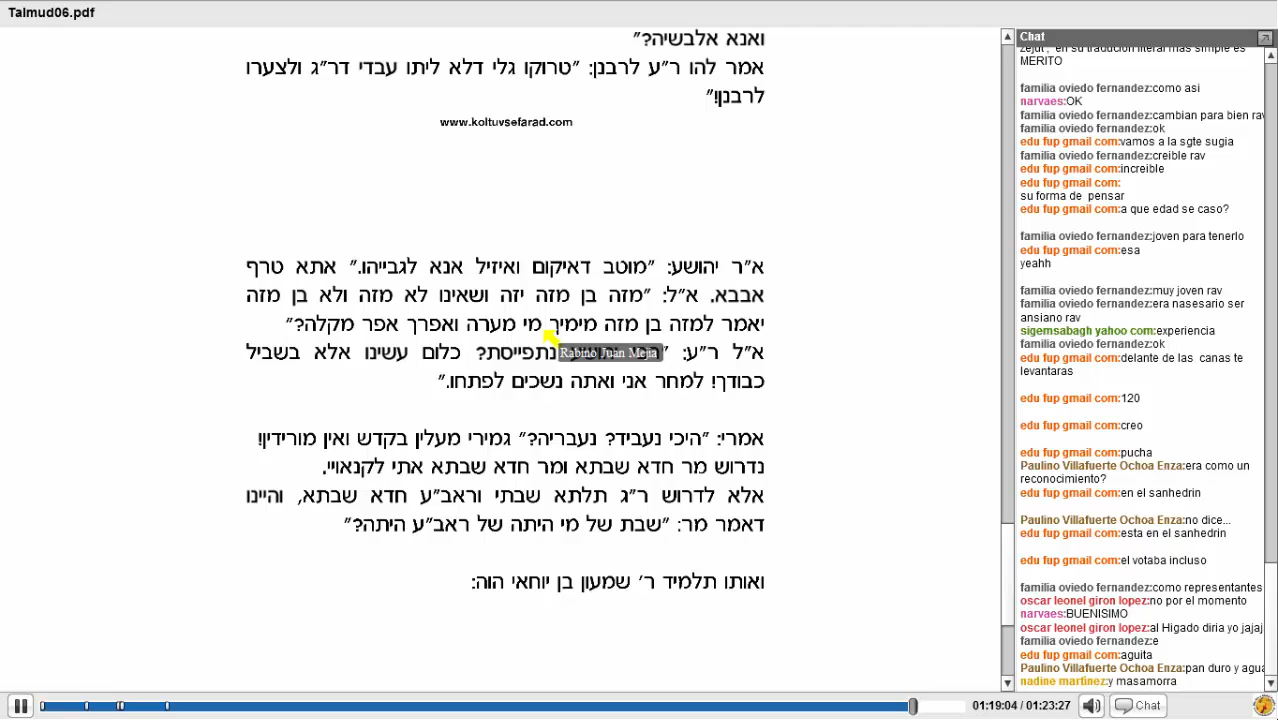 Talmud06.pdf
ואנא אלבשיה?"
אמר להו ר"ע לרבנן: "טרוקו גלי דלא ליתו עבדי דר"ג ולצערו
לרבנן!"
www.koltuvsefarad.com
א"ר יהושע: "מוטב דאיקום ואיזיל אנא לגבייהו." אתא טרף
אבבא. א"ל: "מזה בן מזה יזה ושאינו לא מזה ולא בן מזה
יאמר למזה בן מזה מימיך מי מערה ואפרך אפר מקלה?"
א"ל ר"ע: " נתפייסת? כלום עשינו אלא בשביל
Rabino Juan Mejia
כבודך! למחר אני ואתה נשכים לפתחו."
אמרי: "היכי נעביד? נעבריה?" גמירי מעלין בקדש ואין מורידין!
נדרוש מר חדא שבתא ומר חדא שבתא אתי לקנאויי.
אלא לדרוש ר"ג תלתא שבתי וראב"ע חדא שבתא, והיינו
דאמר מר: "שבת של מי היתה של ראב"ע היתה?"
ואותו תלמיד ר' שמעון בן יוחאי הוה:
Chat
zejut , en su traducion literal mas simple es
MERITO
familia oviedo fernandez:como asi
narvaes:OK
familia oviedo fernandez:cambian para bien rav
familia oviedo fernandez:ok
edu fup gmail com:vamos a la sgte sugia
familia oviedo fernandez:creible rav
edu fup gmail com:increible
edu fup gmail com:
su forma de pensar
edu fup gmail com:a que edad se caso?
familia oviedo fernandez:joven para tenerlo
edu fup gmail com:esa
yeahh
familia oviedo fernandez:muy joven rav
familia oviedo fernandez:era nasesario ser
ansiano rav
sigemsabagh yahoo com:experiencia
familia oviedo fernandez:ok
edu fup gmail com:delante de las canas te
levantaras
edu fup gmail com:120
edu fup gmail com:creo
edu fup gmail com:pucha
Paulino Villafuerte Ochoa Enza:era como un
reconocimiento?
edu fup gmail com:en el sanhedrin
Paulino Villafuerte Ochoa Enza:no dice...
edu fup gmail com:esta en el sanhedrin
edu fup gmail com:el votaba incluso
familia oviedo fernandez:como representantes
oscar leonel giron lopez:no por el momento
narvaes:BUENISIMO
oscar leonel giron lopez:al Higado diria yo jajaj
familia oviedo fernandez:e
edu fup gmail com:aguita
Paulino Villafuerte Ochoa Enza:pan duro y agua
nadine martinez:y masamorra
01:19:04 / 01:23:27
Chat